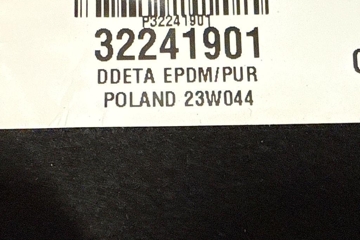 P32241901
32241901
DDETA EPDM/PUR
POLAND 23W044